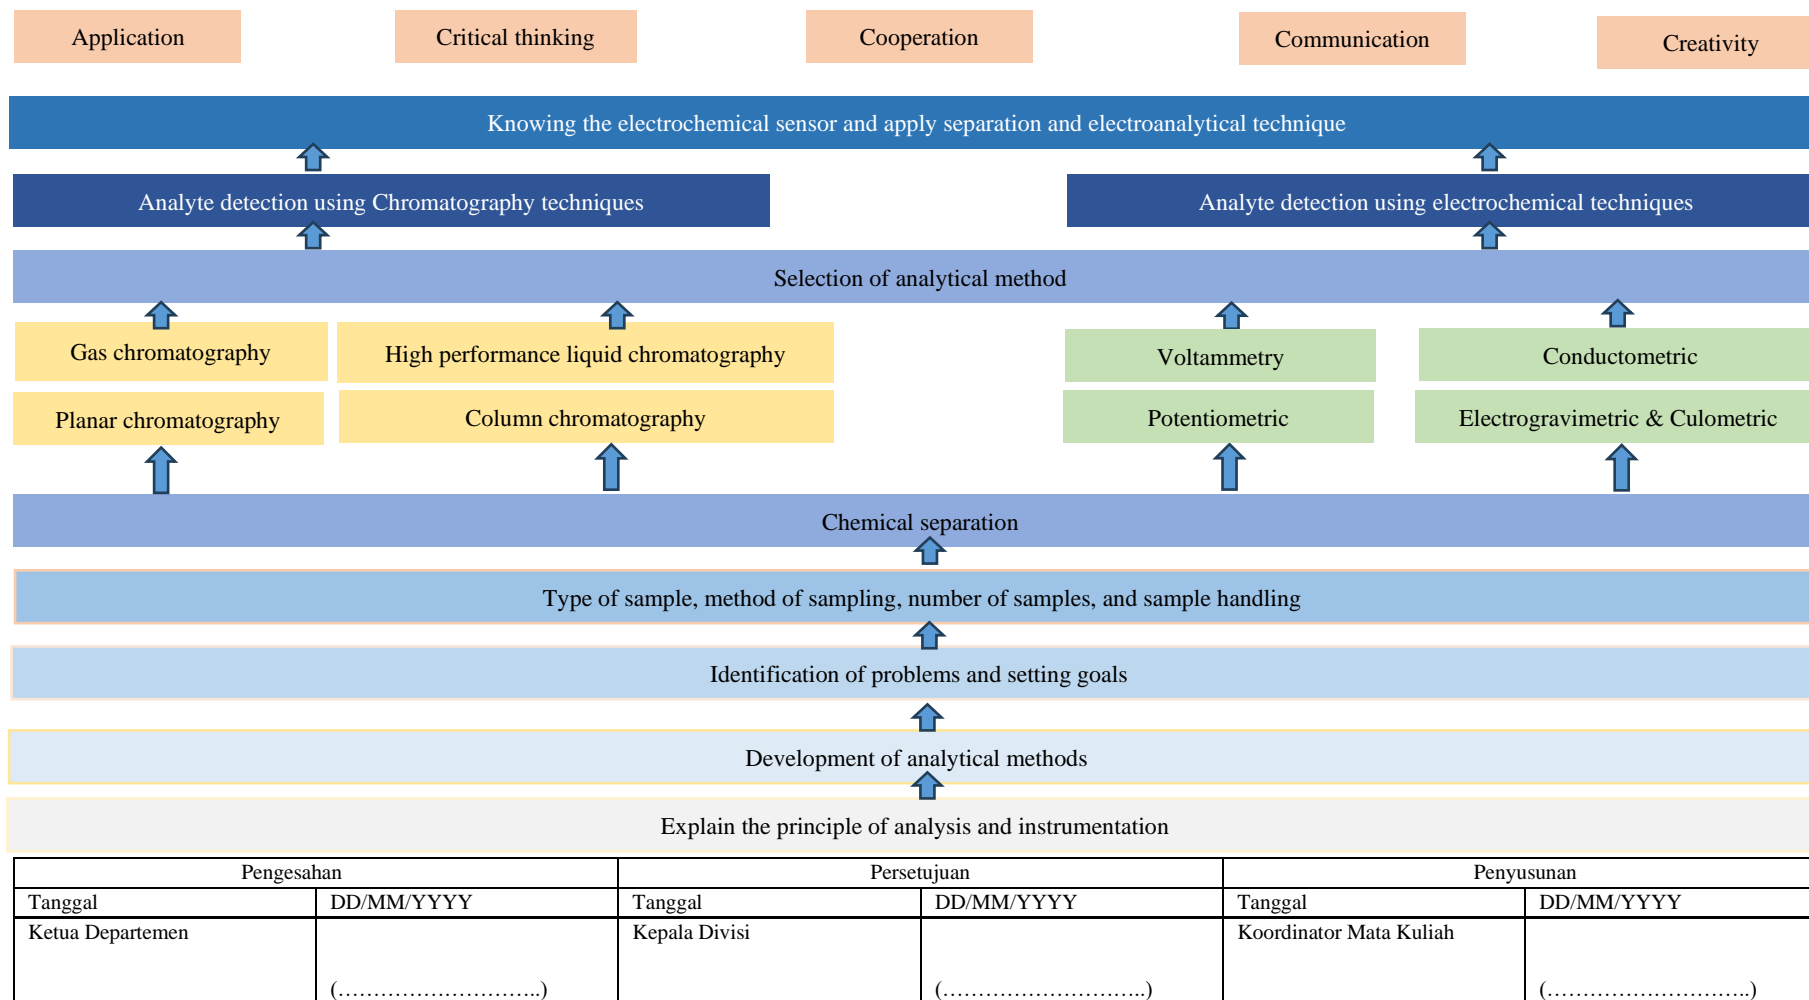 Application
Critical thinking
Cooperation
Communication
Creativity
Knowing the electrochemical sensor and apply separation and electroanalytical technique
Analyte detection using Chromatography techniques
Analyte detection using electrochemical techniques
Selection of analytical method
Gas chromatography
High performance liquid chromatography
Voltammetry
Conductometric
Planar chromatography
Column chromatography
Potentiometric
Electrogravimetric & Culometric
Chemical separation
Type of sample, method of sampling, number of samples, and sample handling
Identification of problems and setting goals
Development of analytical methods
Explain the principle of analysis and instrumentation
Pengesahan
Persetujuan
Penyusunan
Tanggal
DD/MM/YYYY
Tanggal
DD/MM/YYYY
Tanggal
DD/MM/YYYY
Ketua Departemen
Kepala Divisi
Koordinator Mata Kuliah
(………………………..)
(………………………..)
(………………………..)